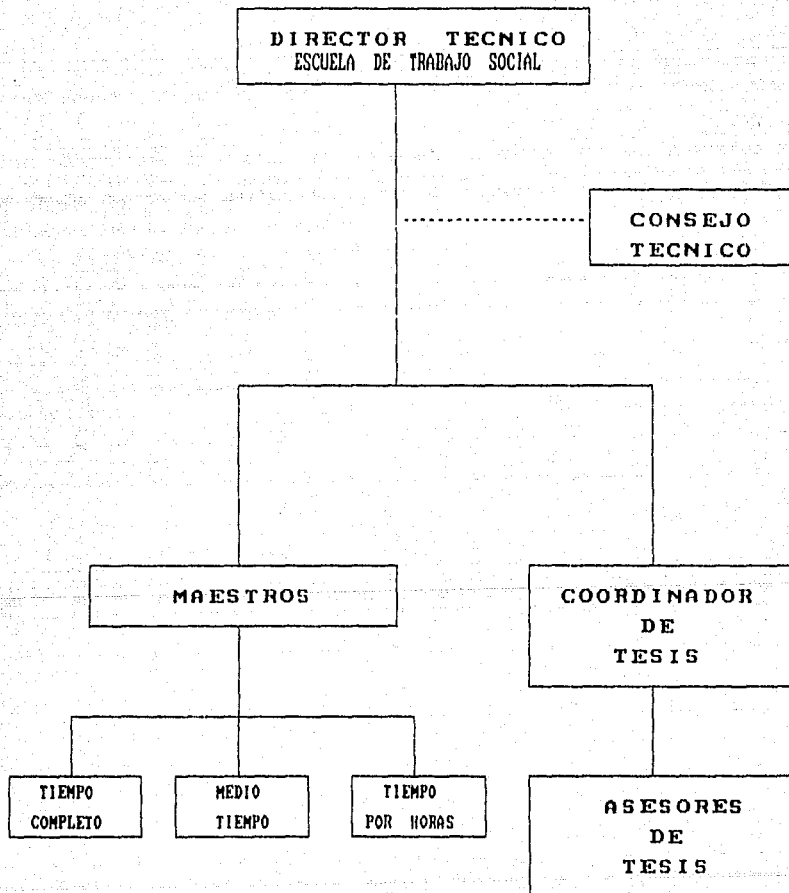 DIRECTOR TECNICO
ESCUELA DE TRABAJO SOCIAL
CONSEJO
TECNICO
MAESTROS
COORDINADOR
DE
TESIS
TIEMPO
COMPLETO
MEDIO
TIEMPO
TIEMPO
POR HORAS
ASESORES
DE
TESIS